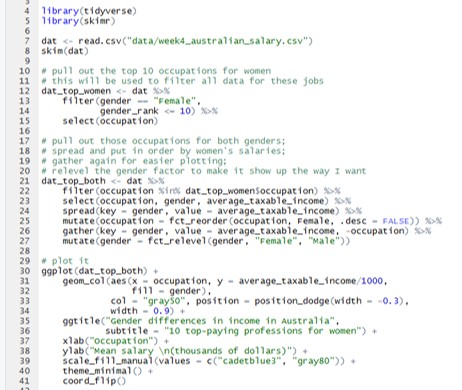 4 library(tidyverse)
5 library(skimr)
6
7 dat <- read.csv("data/week4_australian_salary.csv")
8 skim(dat)
9
10 # pull out the top 10 occupations for women
11 # this will be used to filter all data for these jobs
12 dat_top_women <- dat %>%
13 filter(gender == "Female",
14 gender_rank <= 10) %>%
15 select(occupation)
16
17 # pull out those occupations for both genders;
18 # spread and put in order by women's salaries;
19 # gather again for easier plotting;
20 # relevel the gender factor to make it show up the way I want
21 dat_top_both <- dat %>%
22 filter(occupation %in% dat_top_women$occupation) %>%
23 select(occupation, gender, average_taxable_income) %>%
24 spread(key = gender, value = average_taxable_income) %>%
25 mutate(occupation = fct_reorder(occupation, Female, .desc = FALSE)) %>%
26 gather(key = gender, value = average_taxable_income, -occupation) %>%
27 mutate(gender = fct_relevel(gender, "Female", "Male"))
28
29 # plot it
30 ggplot(dat_top_both) +
31 geom_col(aes(x = occupation, y = average_taxable_income/1000,
32 fill = gender),
33 col = "gray50", position = position_dodge(width = -0.3),
34 width = 0.9) +
35 ggtitle("Gender differences in income in Australia",
36 subtitle = "10 top-paying professions for women") +
37 xlab("Occupation") +
38 ylab("Mean salary \n(thousands of dollars)") +
39 scale_fill_manual(values = c("cadetblue3", "gray80")) +
40 theme_minimal() +
41 coord_flip()